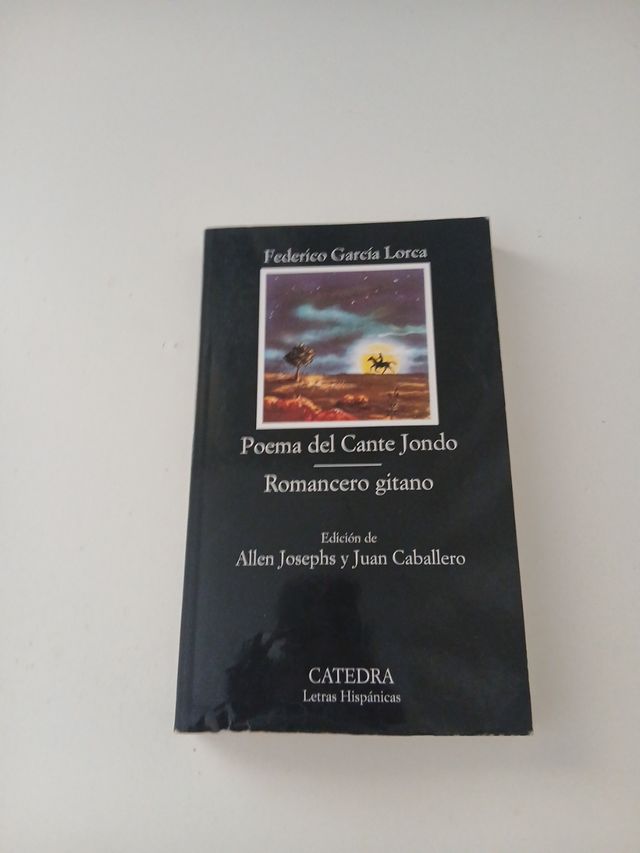 Federico García Lorca
Poema del Cante Jondo
Romancero gitano
Edición de
Allen Josephs y Juan Caballero
CATEDRA
Letras Hispánicas